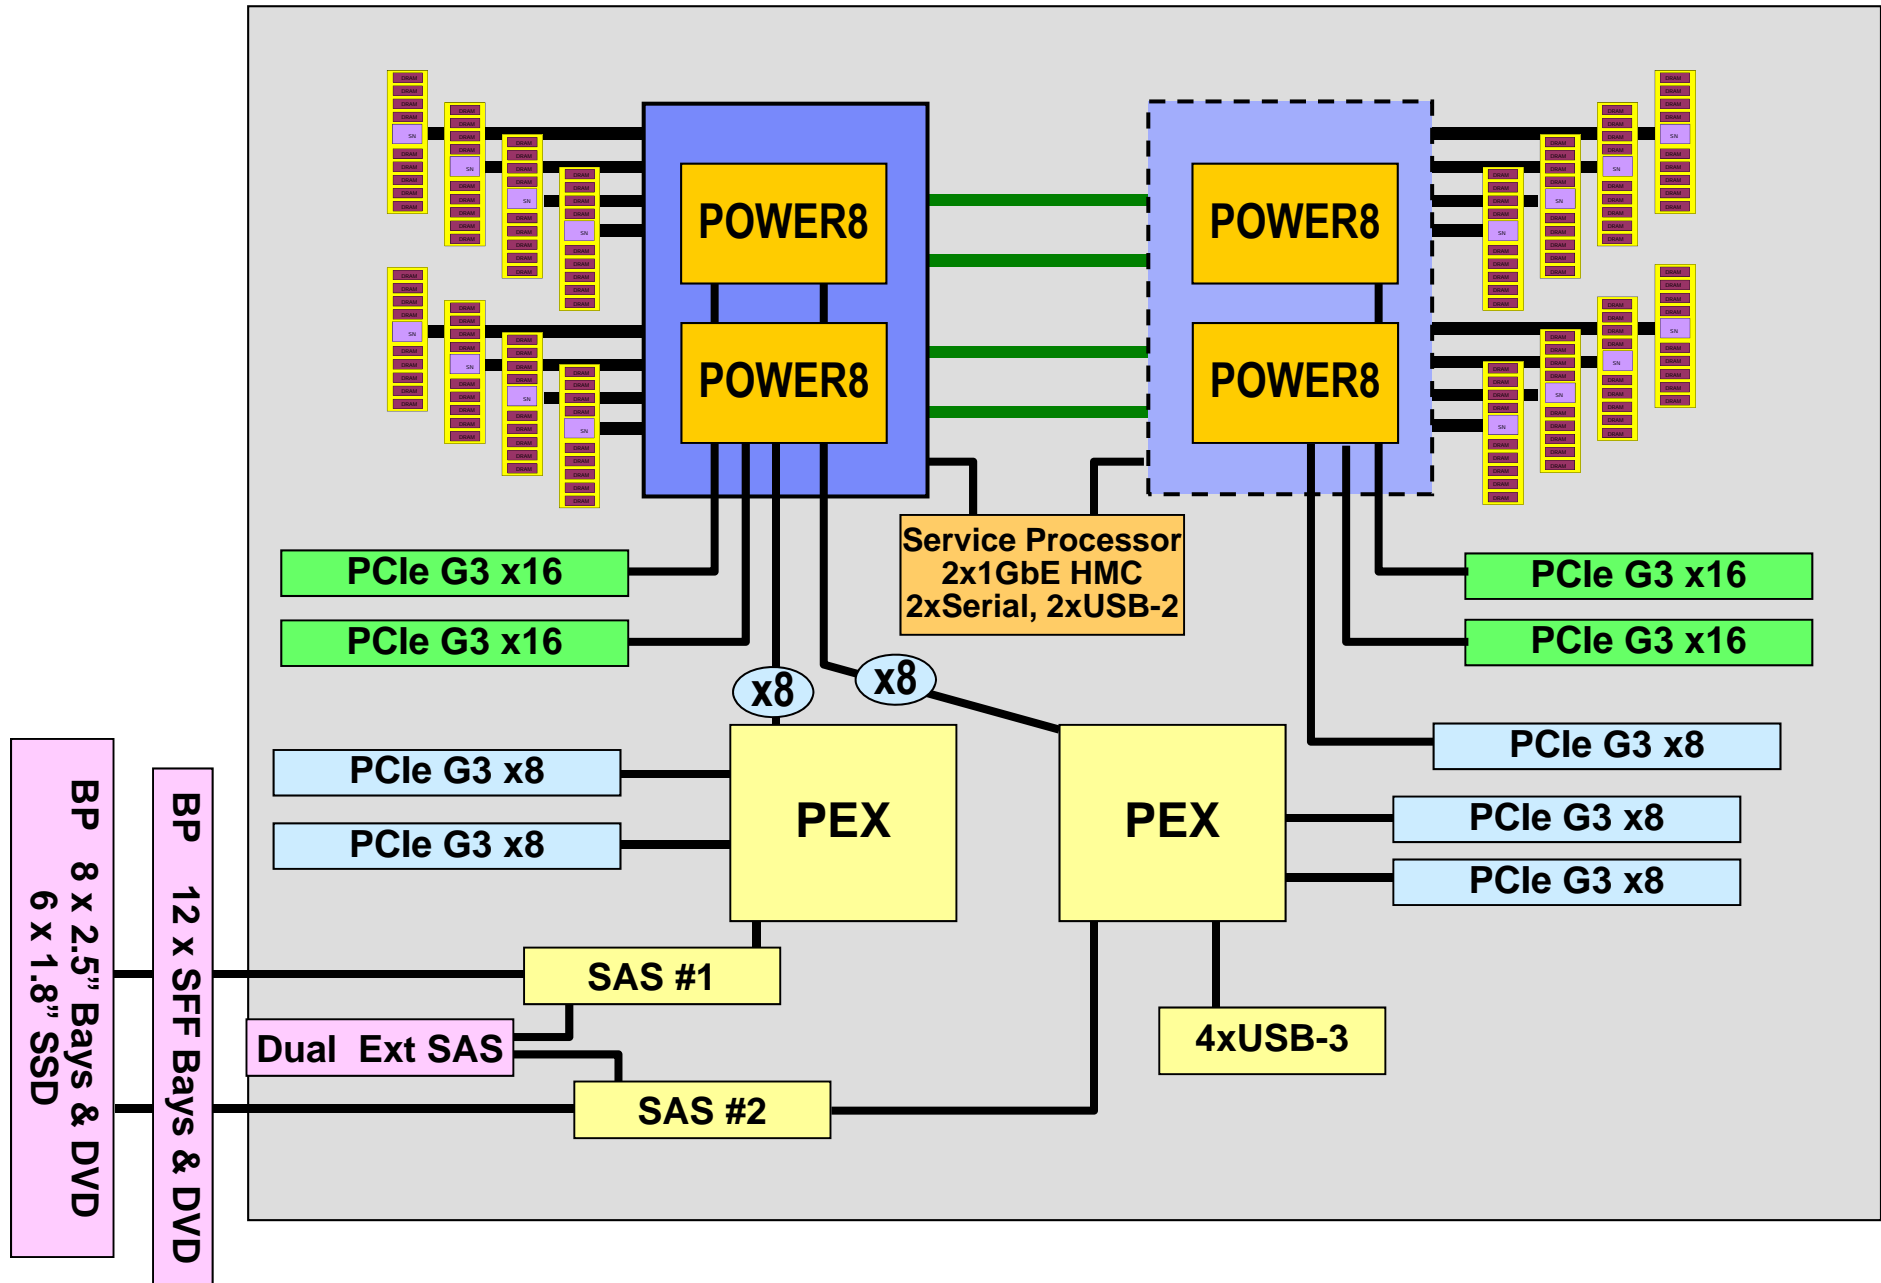 DRAM
SN
POWER8
POWER8
POWER8
POWER8
Service Processor
2x1GbE HMC
2xSerial, 2xUSB-2
PCIe G3 x16
PCIe G3 x16
PCIe G3 x16
PCIe G3 x16
x8
x8
PCIe G3 x8
PCIe G3 x8
PEX
PEX
PCIe G3 x8
PCIe G3 x8
PCIe G3 x8
BP 8 x 2.5” Bays & DVD
6 x 1.8” SSD
BP 12 x SFF Bays & DVD
SAS #1
Dual Ext SAS
SAS #2
4xUSB-3